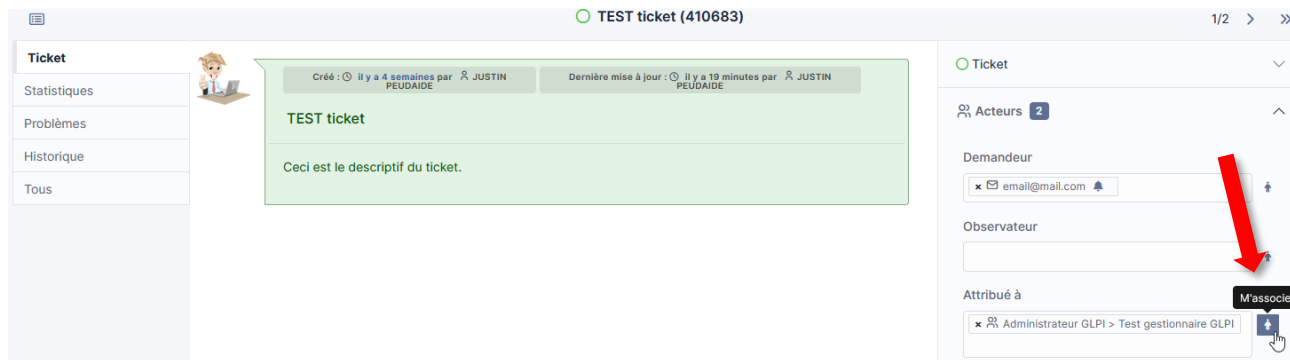 TEST ticket (410683)
1/2
Ticket
Statistiques
Problèmes
Historique
Tous
Créé : il y a 4 semaines par JUSTIN
PEUDAIDE
Dernière mise à jour : il y a 19 minutes par JUSTIN
PEUDAIDE
TEST ticket
Ceci est le descriptif du ticket.
Ticket
Acteurs 2
Demandeur
× email@mail.com
Observateur
Attribué à
M'associe
× Administrateur GLPI > Test gestionnaire GLPI